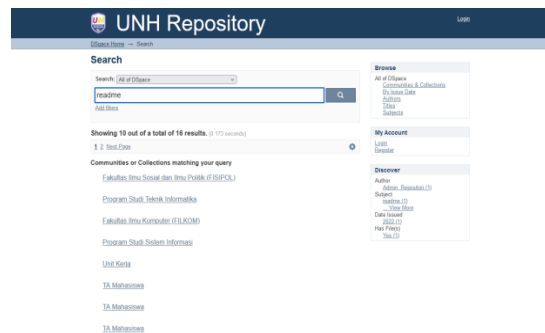 UNH Repository
Login
DSpace Home → Search
Search
Search: All of DSpace
readme
Add filters
Showing 10 out of a total of 16 results. (0.173 seconds)
1 2 Next Page
Communities or Collections matching your query
Fakultas Ilmu Sosial dan Ilmu Politik (FISIPOL)
Program Studi Teknik Informatika
Fakultas Ilmu Komputer (FILKOM)
Program Studi Sistem Informasi
Unit Kerja
TA Mahasiswa
TA Mahasiswa
TA Mahasiswa
Browse
All of DSpace
Communities & Collections
By Issue Date
Authors
Titles
Subjects
My Account
Login
Register
Discover
Author
Admin, Repositori (1)
Subject
readme (1)
... View More
Date Issued
2022 (1)
Has File(s)
Yes (1)